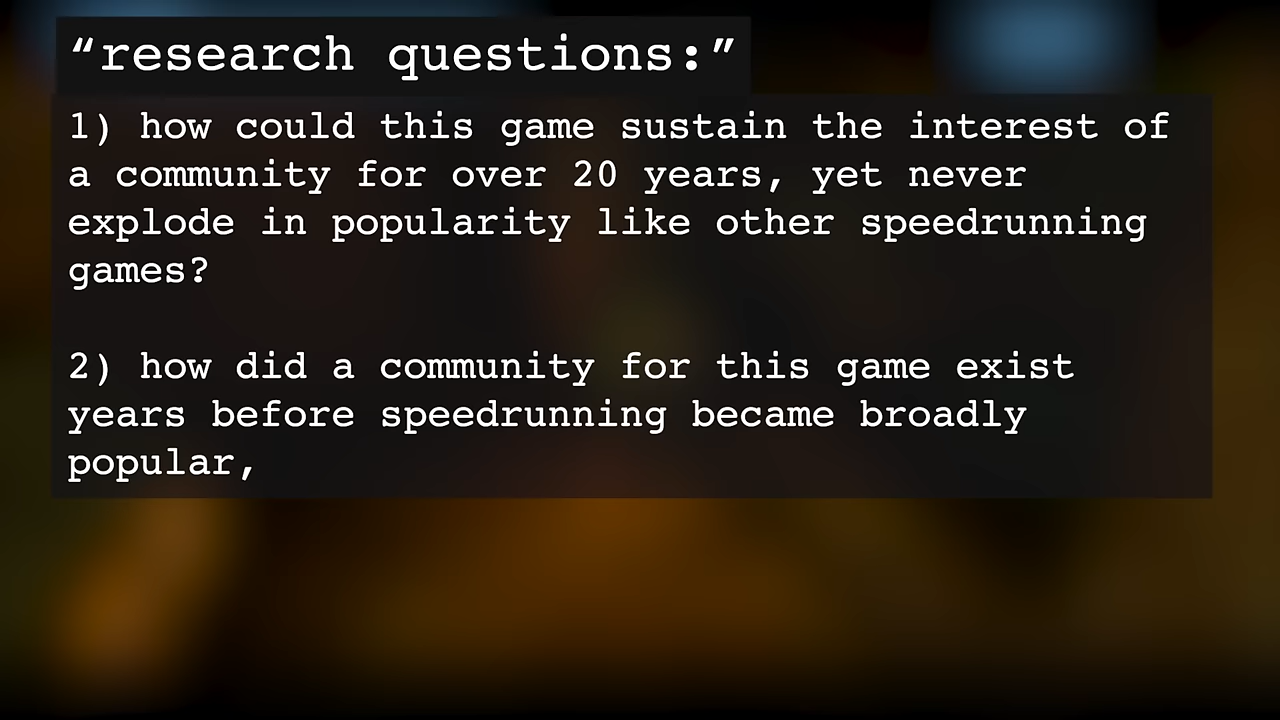 “research questions:”
1) how could this game sustain the interest of
a community for over 20 years, yet never
explode in popularity like other speedrunning
games?
2) how did a community for this game exist
years before speedrunning became broadly
popular,